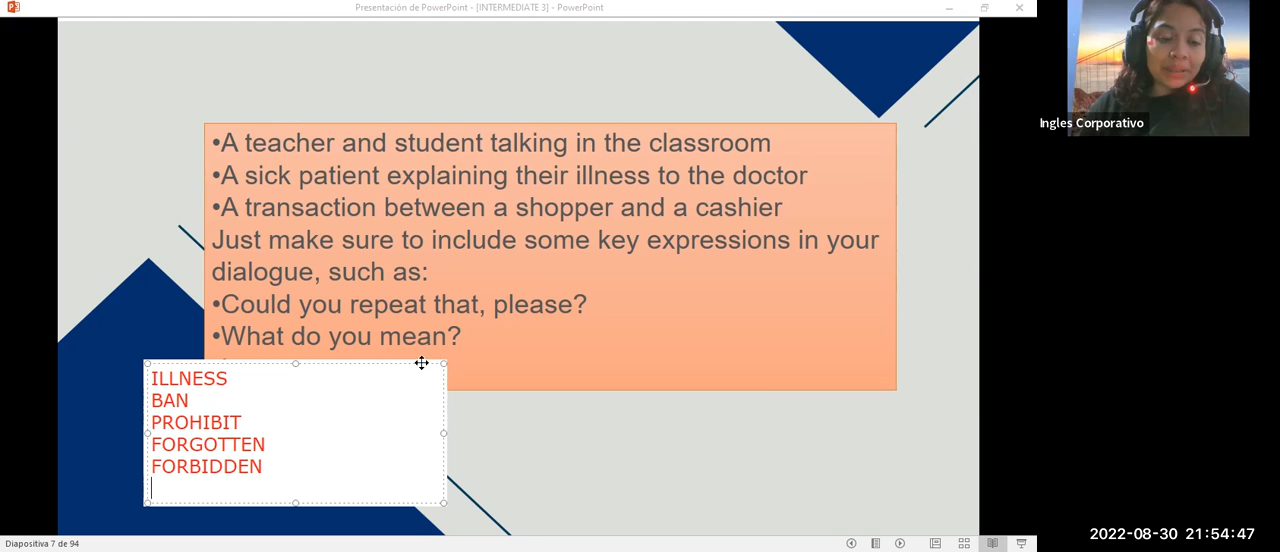 Presentación de PowerPoint - [INTERMEDIATE 3] - PowerPoint
•A teacher and student talking in the classroom
•A sick patient explaining their illness to the doctor
•A transaction between a shopper and a cashier
Just make sure to include some key expressions in your
dialogue, such as:
•Could you repeat that, please?
•What do you mean?
ILLNESS
BAN
PROHIBIT
FORGOTTEN
FORBIDDEN
Ingles Corporativo
2022-08-30 21:54:47
Diapositiva 7 de 94